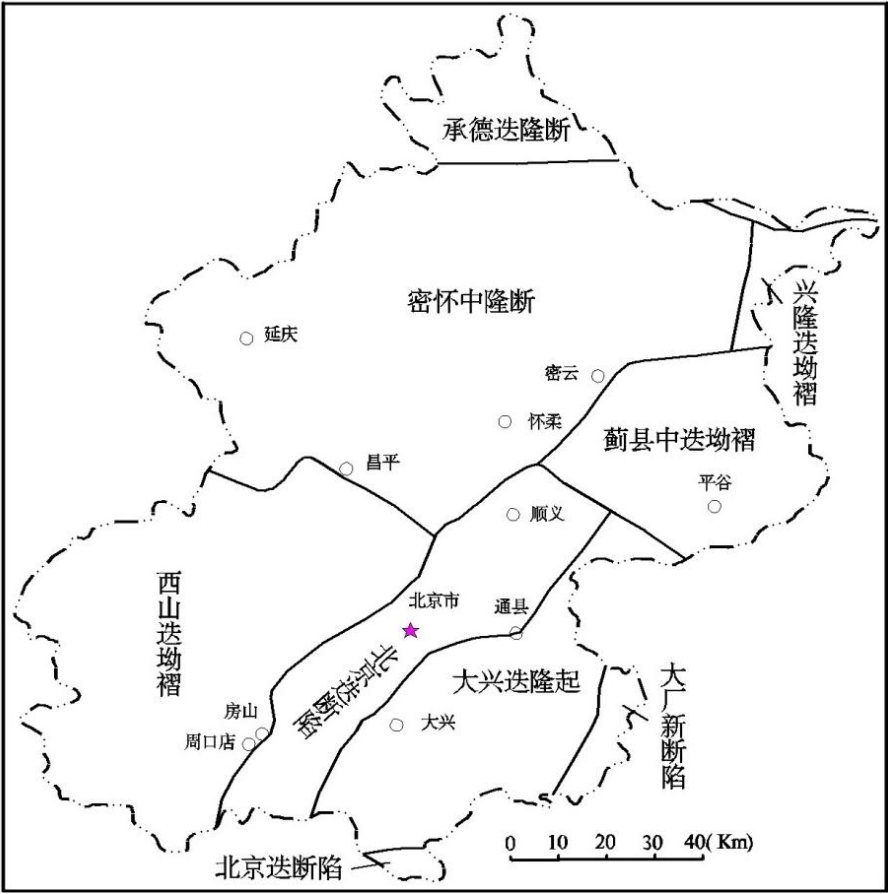 承德迭隆断
密怀中隆断
兴隆迭坳褶
延庆
密云
怀柔
蓟县中迭坳褶
昌平
平谷
顺义
西山迭坳褶
北京市
通县
北京迭断陷
大兴迭隆起
大厂新断陷
房山
大兴
周口店
北京迭断陷
0 10 20 30 40( Km)